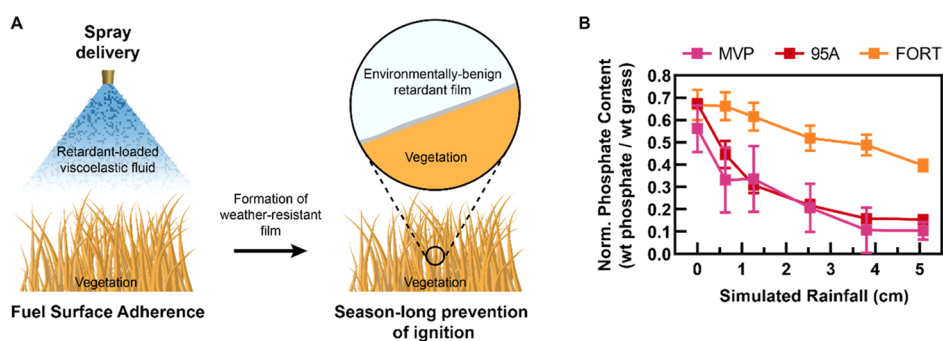 A
Spray
delivery
Retardant-loaded
viscoelastic fluid
Vegetation
Fuel Surface Adherence
Formation of
weather-resistant
film
Environmentally-benign
retardant film
Vegetation
Vegetation
Season-long prevention
of ignition
B
MVP 95A FORT
Norm. Phosphate Content
(wt phosphate / wt grass)
0.8
0.7
0.6
0.5
0.4
0.3
0.2
0.1
0.0
0 1 2 3 4 5
Simulated Rainfall (cm)